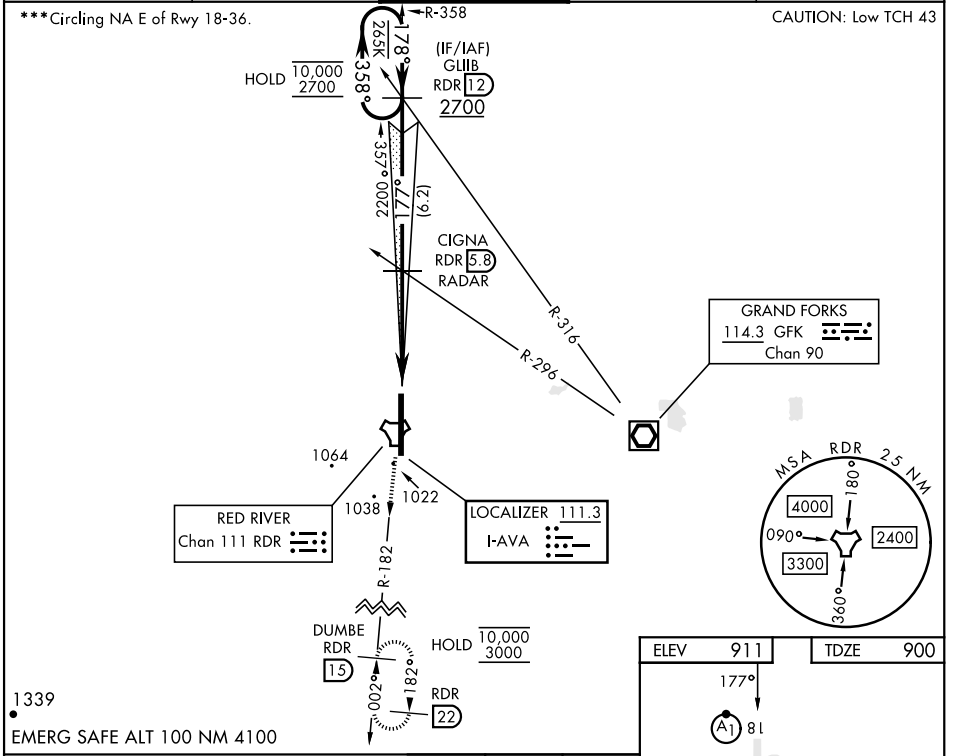 ***Circling NA E of Rwy 18-36.
CAUTION: Low TCH 43
R-358
265K
178°
358°
HOLD 10,000
2700
(IF/IAF)
GLIIB
RDR 12
2700
357°
2200
177°
(6.2)
CIGNA
RDR 5.8
RADAR
R-316
R-296
GRAND FORKS
114.3 GFK
Chan 90
1064
1038
1022
RED RIVER
Chan 111 RDR
LOCALIZER 111.3
I-AVA
R-182
MSA RDR 25 NM
180°
4000
090°
2400
3300
360°
DUMBE
RDR
15
HOLD 10,000
3000
002°
182°
RDR
22
ELEV 911
TDZE 900
177°
A1
18
1339
EMERG SAFE ALT 100 NM 4100